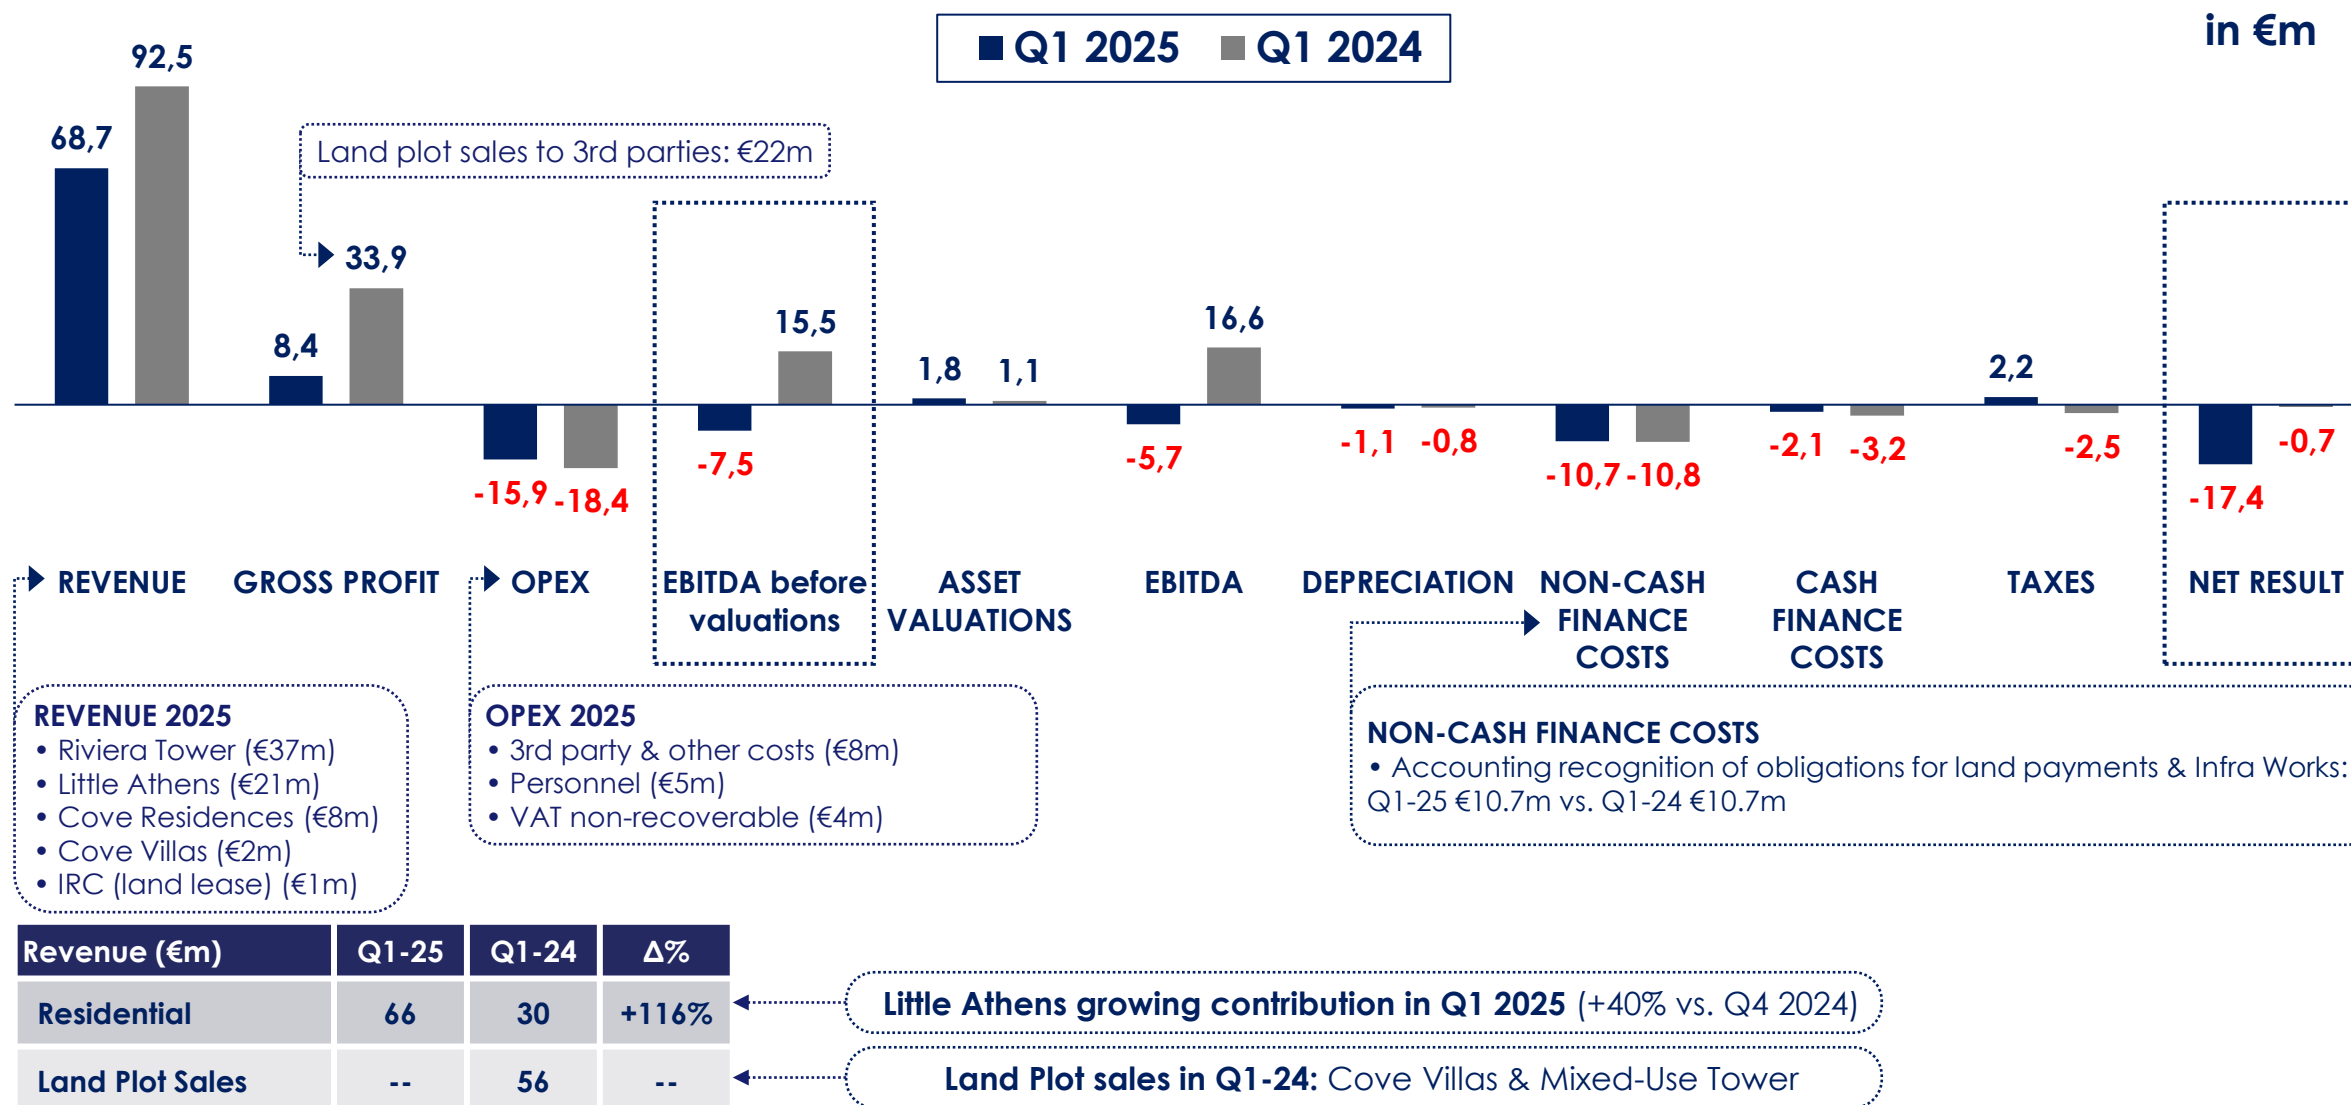 Q1 2025 Q1 2024
in €m
92,5
68,7
Land plot sales to 3rd parties: €22m
33,9
8,4
-15,9 -18,4
15,5
-7,5
1,8 1,1
16,6
-5,7
-1,1 -0,8
-10,7 -10,8
-2,1 -3,2
2,2
-2,5
-0,7
-17,4
REVENUE
GROSS PROFIT
OPEX
EBITDA before
valuations
ASSET
VALUATIONS
EBITDA
DEPRECIATION
NON-CASH
FINANCE
COSTS
CASH
FINANCE
COSTS
TAXES
NET RESULT
REVENUE 2025
• Riviera Tower (€37m)
• Little Athens (€21m)
• Cove Residences (€8m)
• Cove Villas (€2m)
• IRC (land lease) (€1m)
OPEX 2025
• 3rd party & other costs (€8m)
• Personnel (€5m)
• VAT non-recoverable (€4m)
NON-CASH FINANCE COSTS
• Accounting recognition of obligations for land payments & Infra Works:
Q1-25 €10.7m vs. Q1-24 €10.7m
Revenue (€m) Q1-25 Q1-24 Δ%
Residential 66 30 +116%
Land Plot Sales -- 56 --
Little Athens growing contribution in Q1 2025 (+40% vs. Q4 2024)
Land Plot sales in Q1-24: Cove Villas & Mixed-Use Tower